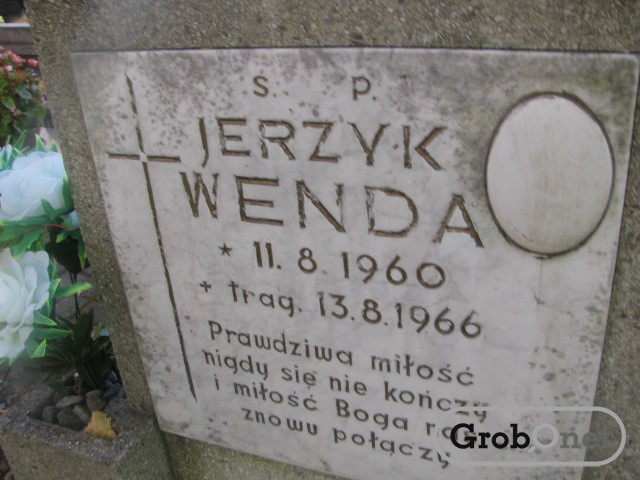 Ś. P.
JERZYK
WENDA
* 11.8.1960
+ trag. 13.8.1966
Prawdziwa miłość
nigdy się nie kończy
i miłość Boga
znowu połączy
Grobonet